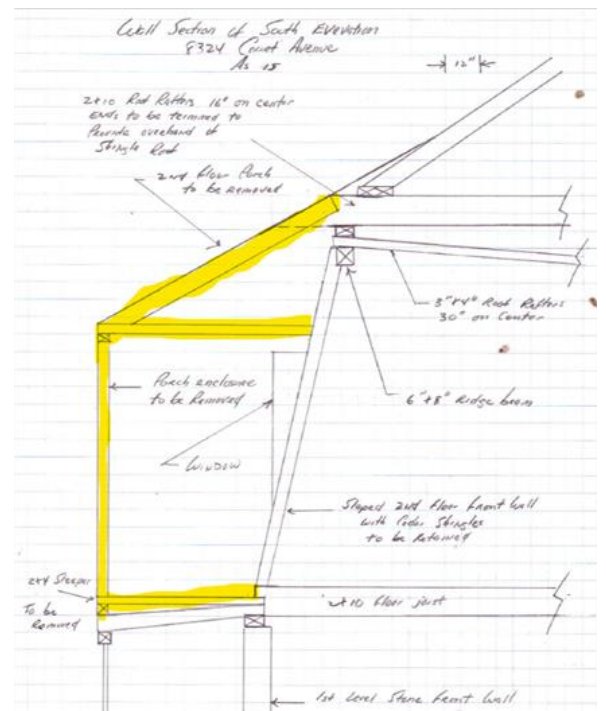 Wall Section of South Elevation
8324 Comet Avenue
As is
12"
2x10 Roof Rafters 16" on center
Ends to be trimmed to
Provide overhand of
Shingle Roof
2nd floor Porch
to be Removed
3"x4" Roof Rafters
30" on Center
Porch enclosure
to be Removed
6"x8" Ridge beam
WINDOW
Sloped 2nd Floor Front Wall
with Cedar Shingles
to be Retained
2x4 Sleeper
To be
Removed
2x10 floor joist
1st Level Stone Front Wall